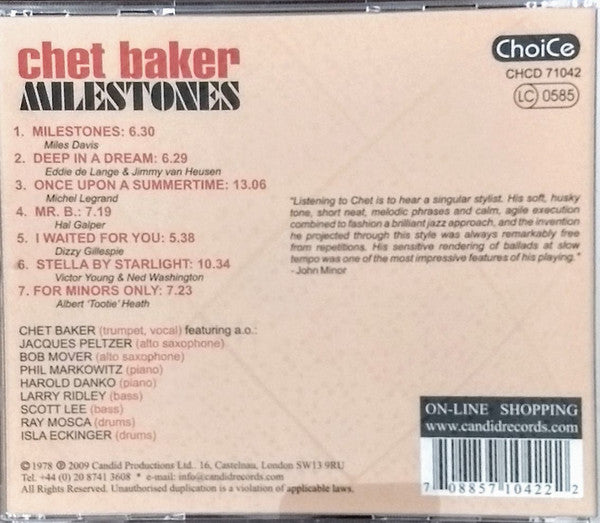 chet baker
MILESTONES
ChoiCe
CHCD 71042
LC 0585
1. MILESTONES: 6.30
Miles Davis
2. DEEP IN A DREAM: 6.29
Eddie de Lange & Jimmy van Heusen
3. ONCE UPON A SUMMERTIME: 13.06
Michel Legrand
4. MR. B.: 7.19
Hal Galper
5. I WAITED FOR YOU: 5.38
Dizzy Gillespie
6. STELLA BY STARLIGHT: 10.34
Victor Young & Ned Washington
7. FOR MINORS ONLY: 7.23
Albert 'Tootie' Heath
"Listening to Chet is to hear a singular stylist. His soft, husky
tone, short neat, melodic phrases and calm, agile execution
combined to fashion a brilliant jazz approach, and the invention
he projected through this style was always remarkably free
from repetitions. His sensitive rendering of ballads at slow
tempo was one of the most impressive features of his playing."
- John Minor
CHET BAKER (trumpet, vocal) featuring a.o.:
JACQUES PELTZER (alto saxophone)
BOB MOVER (alto saxophone)
PHIL MARKOWITZ (piano)
HAROLD DANKO (piano)
LARRY RIDLEY (bass)
SCOTT LEE (bass)
RAY MOSCA (drums)
ISLA ECKINGER (drums)
©1978 ℗ 2009 Candid Productions Ltd., 16, Castelnau, London SW13 9RU
Tel. +44 (0) 20 8741 3608 * e-mail: info@candidrecords.com
All Rights Reserved. Unauthorised duplication is a violation of applicable laws.
ON-LINE SHOPPING
www.candidrecords.com
7 08857 10422 2